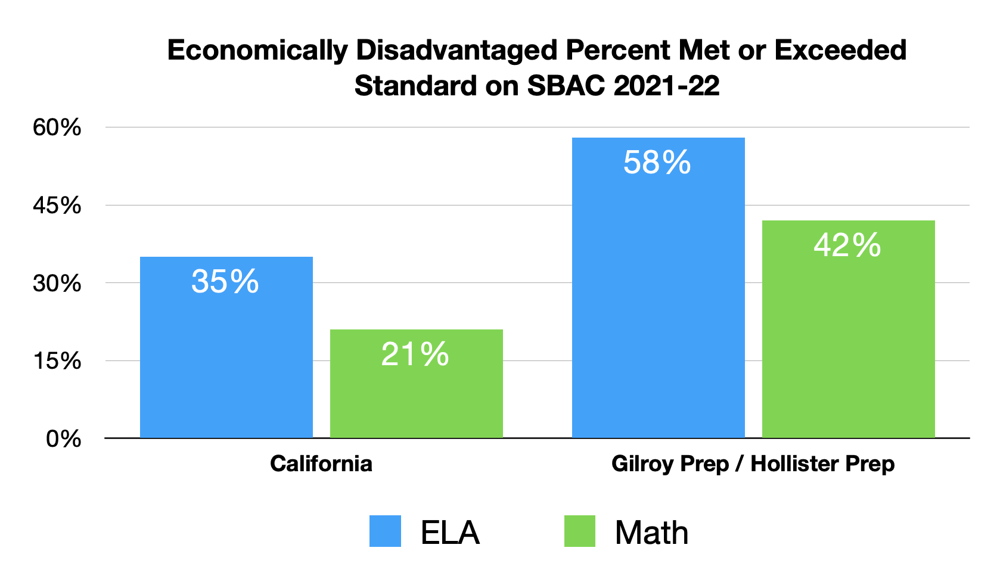 Economically Disadvantaged Percent Met or Exceeded
Standard on SBAC 2021-22
60%
45%
30%
15%
0%
35%
21%
58%
42%
California
Gilroy Prep / Hollister Prep
ELA
Math